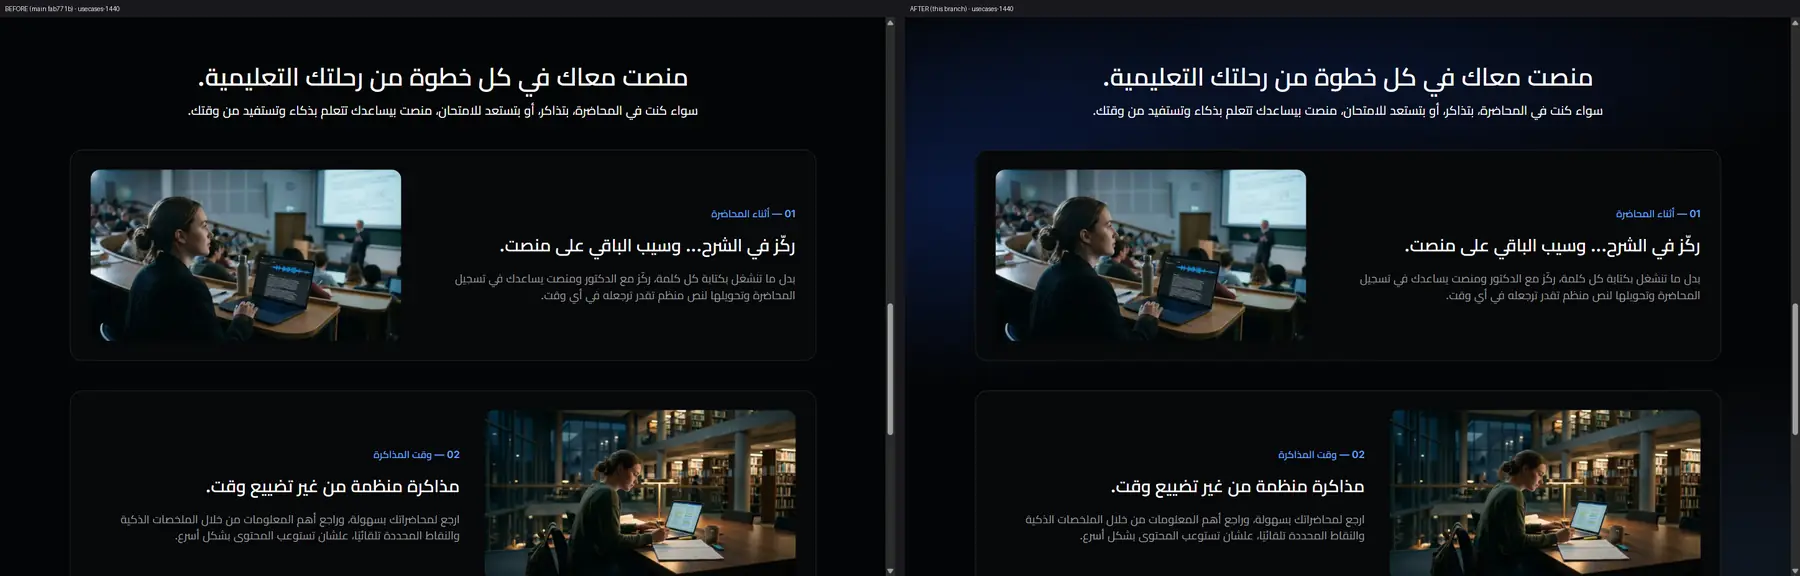 BEFORE (main fab771b) - usecases-1440
منصت معاك في كل خطوة من رحلتك التعليمية.
سواء كنت في المحاضرة، بتذاكر، أو بتستعد للامتحان، منصت بيساعدك تتعلم بذكاء وتستفيد من وقتك.
01 — أثناء المحاضرة
ركّز في الشرح... وسيب الباقي على منصت.
بدل ما تنشغل بكتابة كل كلمة، ركّز مع الدكتور ومنصت يساعدك في تسجيل
المحاضرة وتحويلها لنص منظم تقدر ترجعله في أي وقت.
02 — وقت المذاكرة
مذاكرة منظمة من غير تضييع وقت.
ارجع لمحاضراتك بسهولة، وراجع أهم المعلومات من خلال الملخصات الذكية
والنقاط المحددة تلقائيًا، علشان تستوعب المحتوى بشكل أسرع.
AFTER (this branch) - usecases-1440
منصت معاك في كل خطوة من رحلتك التعليمية.
سواء كنت في المحاضرة، بتذاكر، أو بتستعد للامتحان، منصت بيساعدك تتعلم بذكاء وتستفيد من وقتك.
01 — أثناء المحاضرة
ركّز في الشرح... وسيب الباقي على منصت.
بدل ما تنشغل بكتابة كل كلمة، ركّز مع الدكتور ومنصت يساعدك في تسجيل
المحاضرة وتحويلها لنص منظم تقدر ترجعله في أي وقت.
02 — وقت المذاكرة
مذاكرة منظمة من غير تضييع وقت.
ارجع لمحاضراتك بسهولة، وراجع أهم المعلومات من خلال الملخصات الذكية
والنقاط المحددة تلقائيًا، علشان تستوعب المحتوى بشكل أسرع.